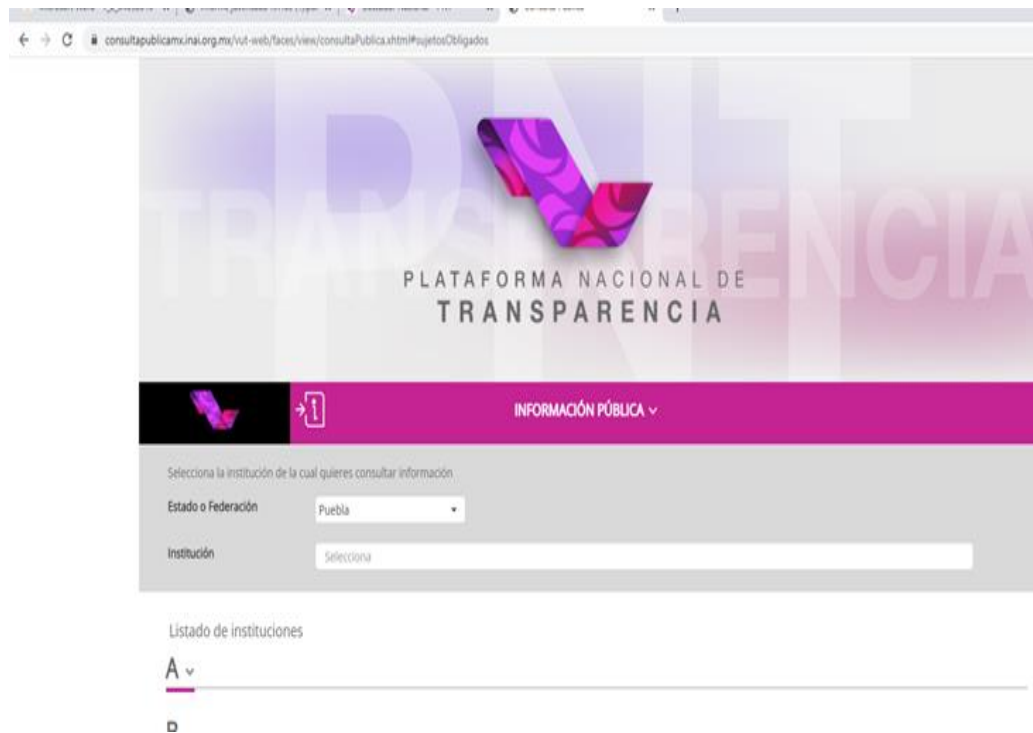 consultapublicamx.inai.org.mx/vut-web/faces/view/consultaPublica.xhtml#sujetosObligados
PNT
TRANSPARENCIA
PLATAFORMA NACIONAL DE
TRANSPARENCIA
INFORMACIÓN PÚBLICA
Selecciona la institución de la cual quieres consultar información
Estado o Federación
Puebla
Institución
Selecciona
Listado de instituciones
A